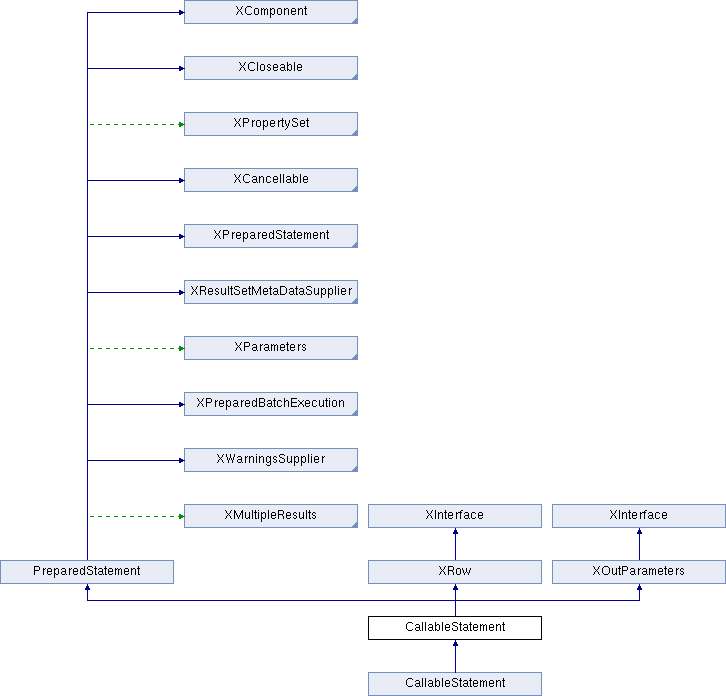 XComponent
XCloseable
XPropertySet
XCancellable
XPreparedStatement
XResultSetMetaDataSupplier
XParameters
XPreparedBatchExecution
XWarningsSupplier
XMultipleResults
XInterface
XInterface
PreparedStatement
XRow
XOutParameters
CallableStatement
CallableStatement